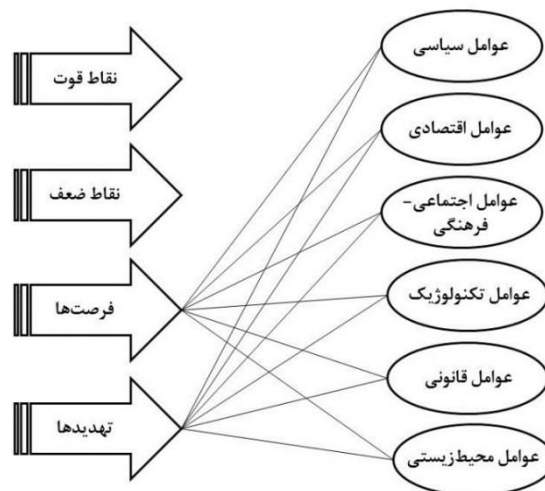 عوامل سیاسی
نقاط قوت
عوامل اقتصادی
نقاط ضعف
عوامل اجتماعی-
فرهنگی
فرصت‌ها
عوامل تکنولوژیک
عوامل قانونی
تهدیدها
عوامل محیط‌زیستی